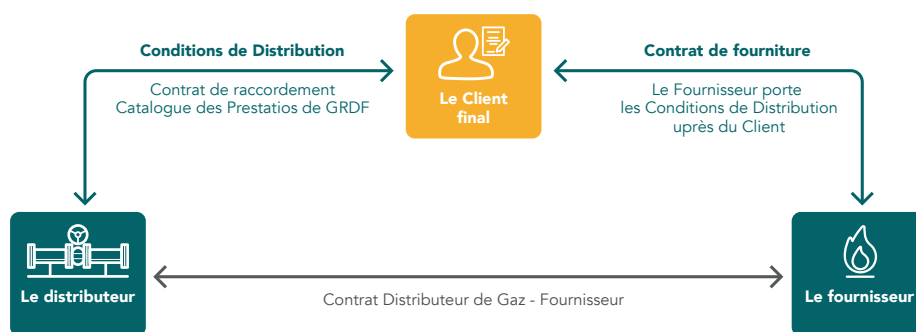 Conditions de Distribution
Contrat de raccordement
Catalogue des Prestatios de GRDF
Le Client
final
Contrat de fourniture
Le Fournisseur porte
les Conditions de Distribution
uprès du Client
Le distributeur
Contrat Distributeur de Gaz - Fournisseur
Le fournisseur